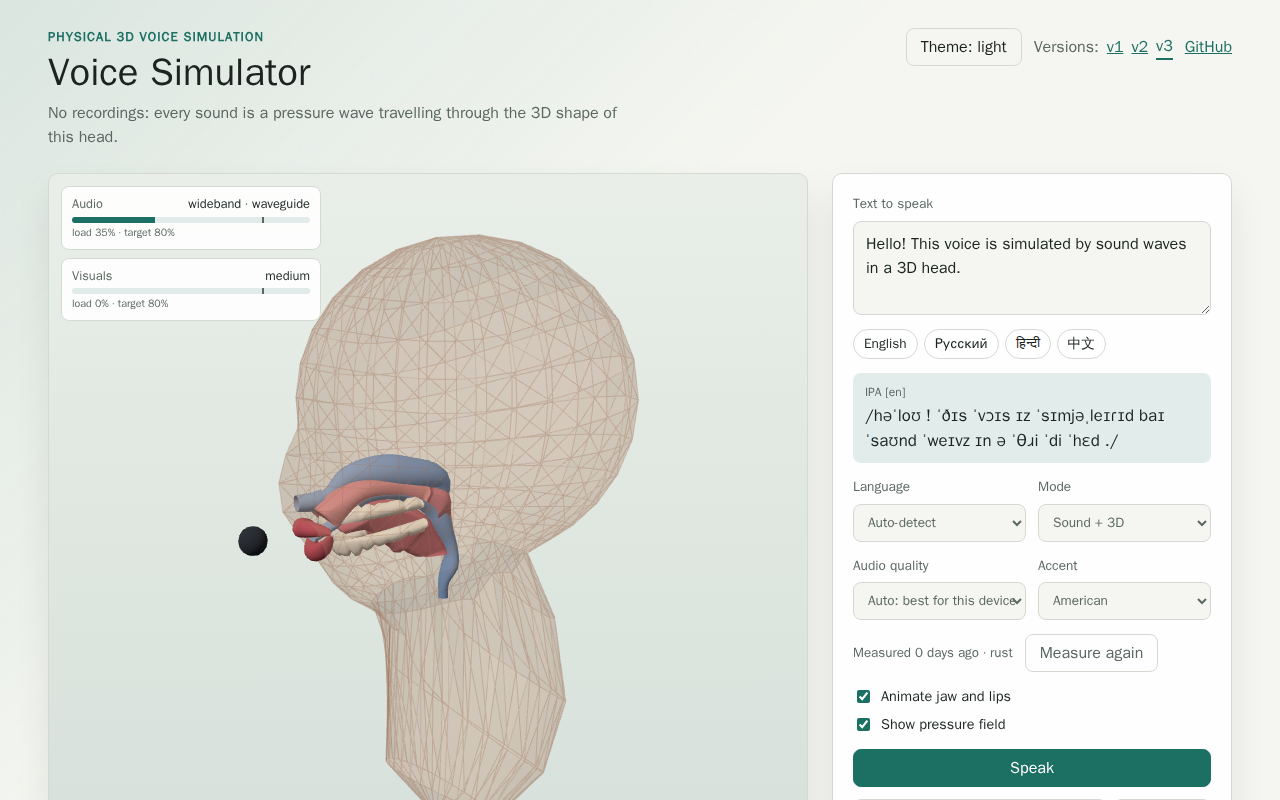 PHYSICAL 3D VOICE SIMULATION
Voice Simulator
No recordings: every sound is a pressure wave travelling through the 3D shape of
this head.
Theme: light
Versions: v1 v2 v3 GitHub
Audio wideband · waveguide
load 35% · target 80%
Visuals medium
load 0% · target 80%
Text to speak
Hello! This voice is simulated by sound waves
in a 3D head.
English Русский हिन्दी 中文
IPA [en]
/həˈloʊ ! ˈðɪs ˈvɔɪs ɪz ˈsɪmjəˌleɪɾɪd baɪ
ˈsaʊnd ˈweɪvz ɪn ə ˈθɹi ˈdi ˈhɛd ./
Language Mode
Auto-detect Sound + 3D
Audio quality Accent
Auto: best for this device American
Measured 0 days ago · rust Measure again
Animate jaw and lips
Show pressure field
Speak